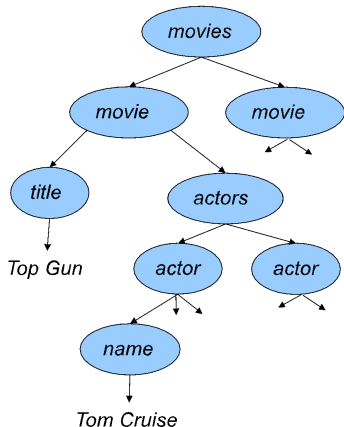 movies
movie
movie
title
actors
Top Gun
actor
actor
name
Tom Cruise